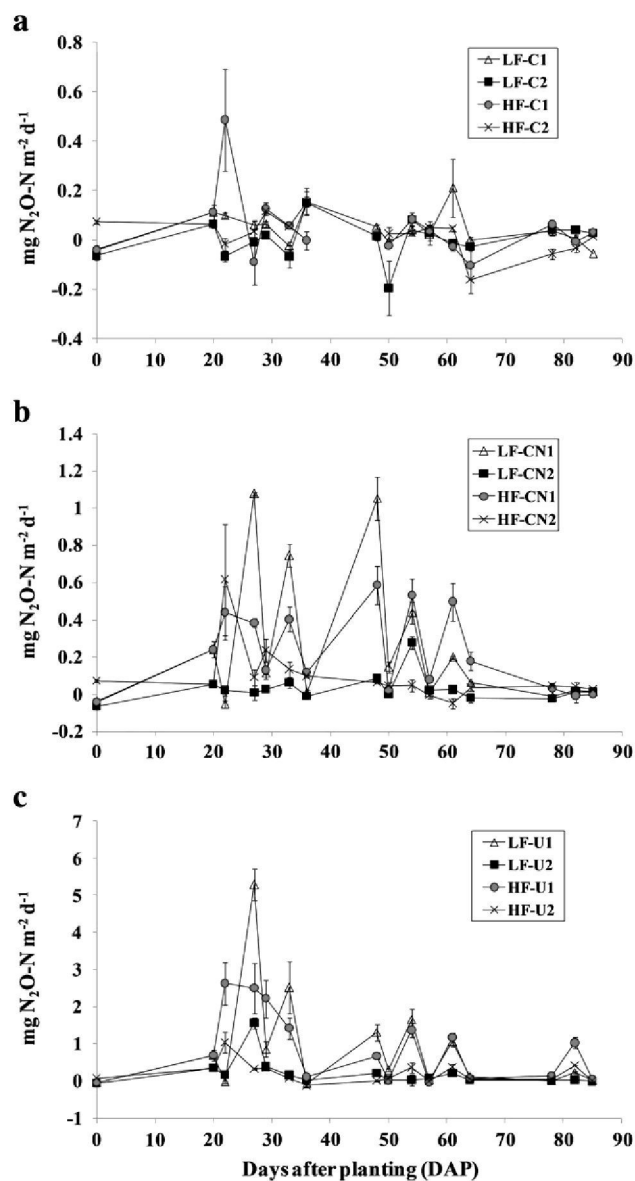 a
0.8
0.6
0.4
0.2
0
-0.2
-0.4
mg N₂O-N m⁻² d⁻¹
LF-C1
LF-C2
HF-C1
HF-C2
0 10 20 30 40 50 60 70 80 90
b
1.4
1.2
1
0.8
0.6
0.4
0.2
0
-0.2
mg N₂O-N m⁻² d⁻¹
LF-CN1
LF-CN2
HF-CN1
HF-CN2
0 10 20 30 40 50 60 70 80 90
c
7
6
5
4
3
2
1
0
-1
mg N₂O-N m⁻² d⁻¹
LF-U1
LF-U2
HF-U1
HF-U2
0 10 20 30 40 50 60 70 80 90
Days after planting (DAP)